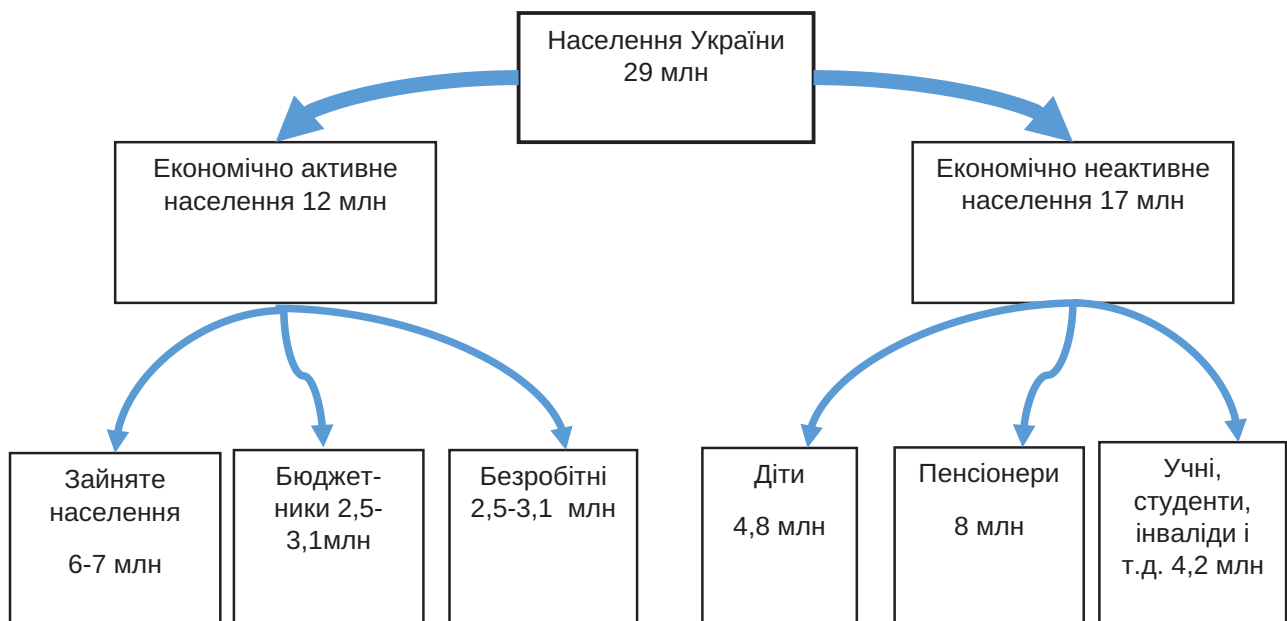 Населення України
29 млн
Економічно активне
населення 12 млн
Економічно неактивне
населення 17 млн
Зайняте
населення
6-7 млн
Бюджет-
ники 2,5-
3,1млн
Безробітні
2,5-3,1 млн
Діти
4,8 млн
Пенсіонери
8 млн
Учні,
студенти,
інваліди і
т.д. 4,2 млн